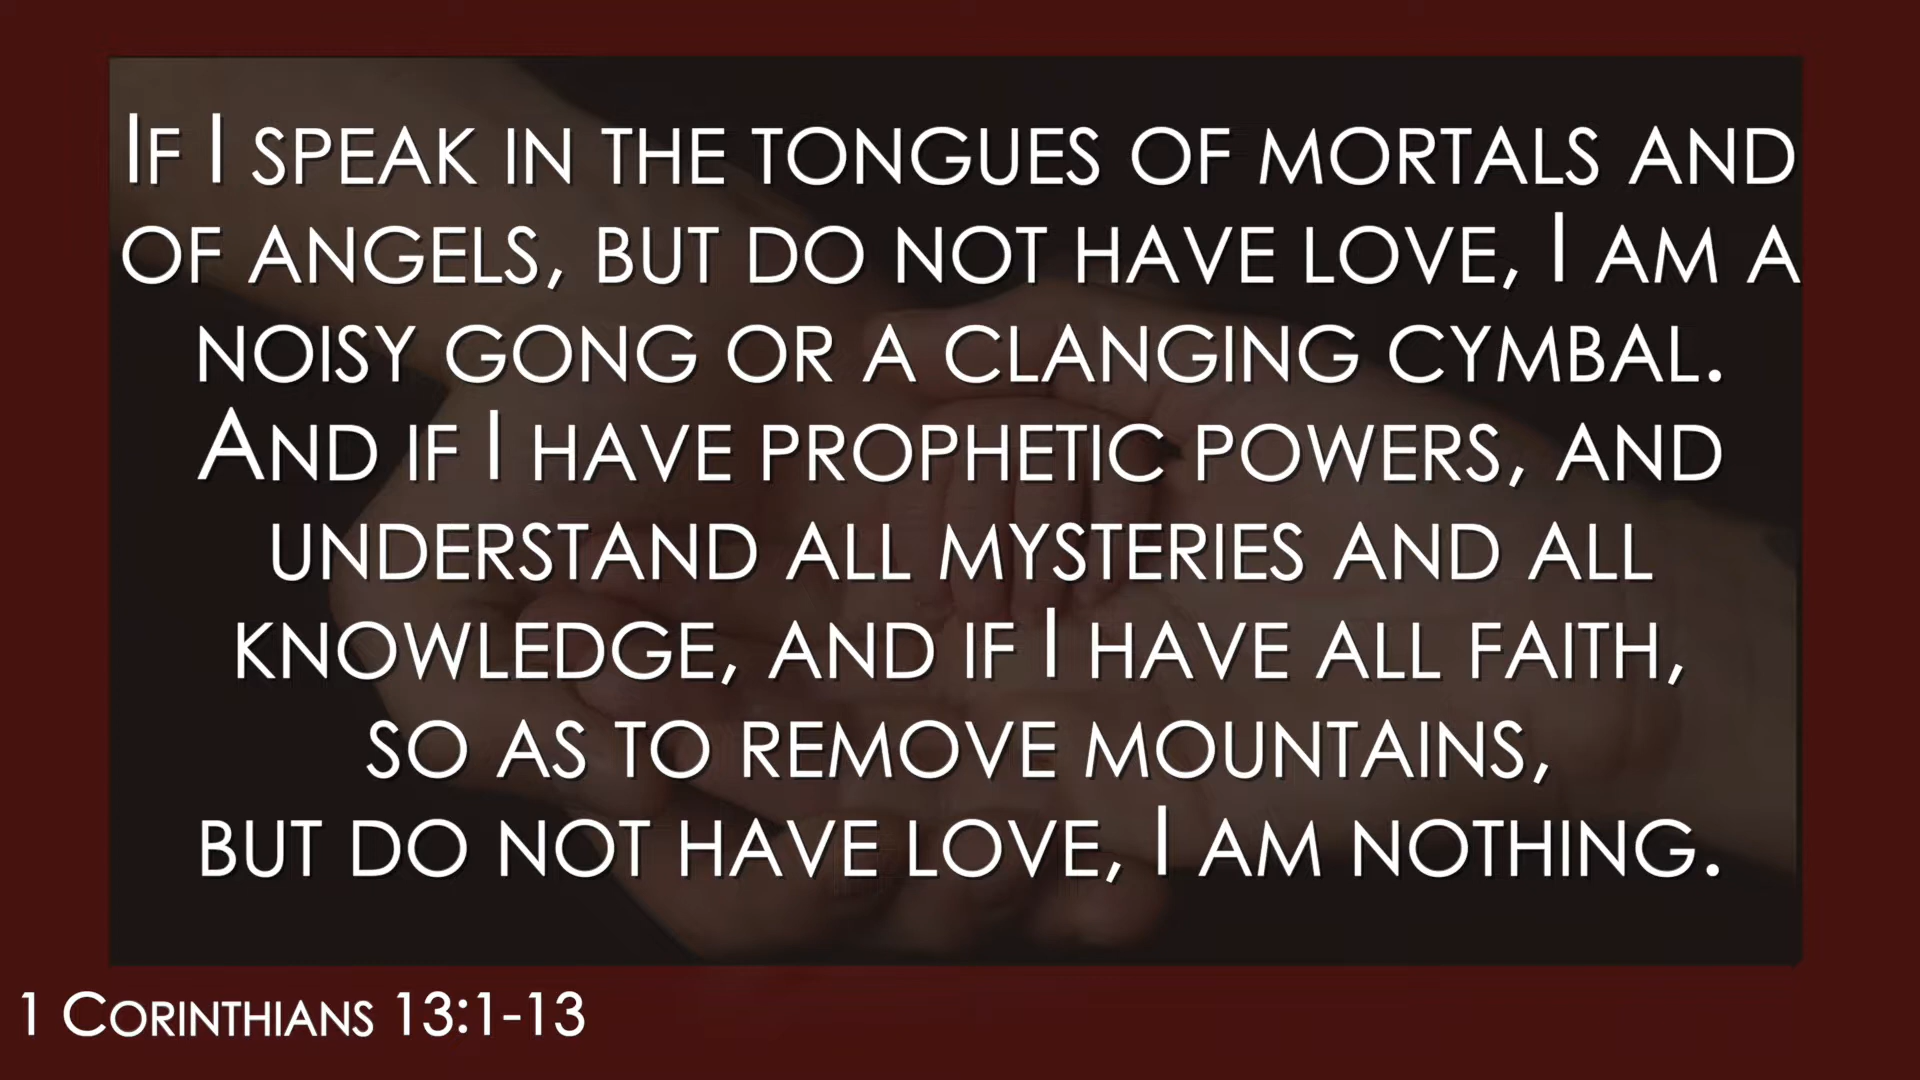 If I speak in the tongues of mortals and
of angels, but do not have love, I am a
noisy gong or a clanging cymbal.
And if I have prophetic powers, and
understand all mysteries and all
knowledge, and if I have all faith,
so as to remove mountains,
but do not have love, I am nothing.
1 Corinthians 13:1-13